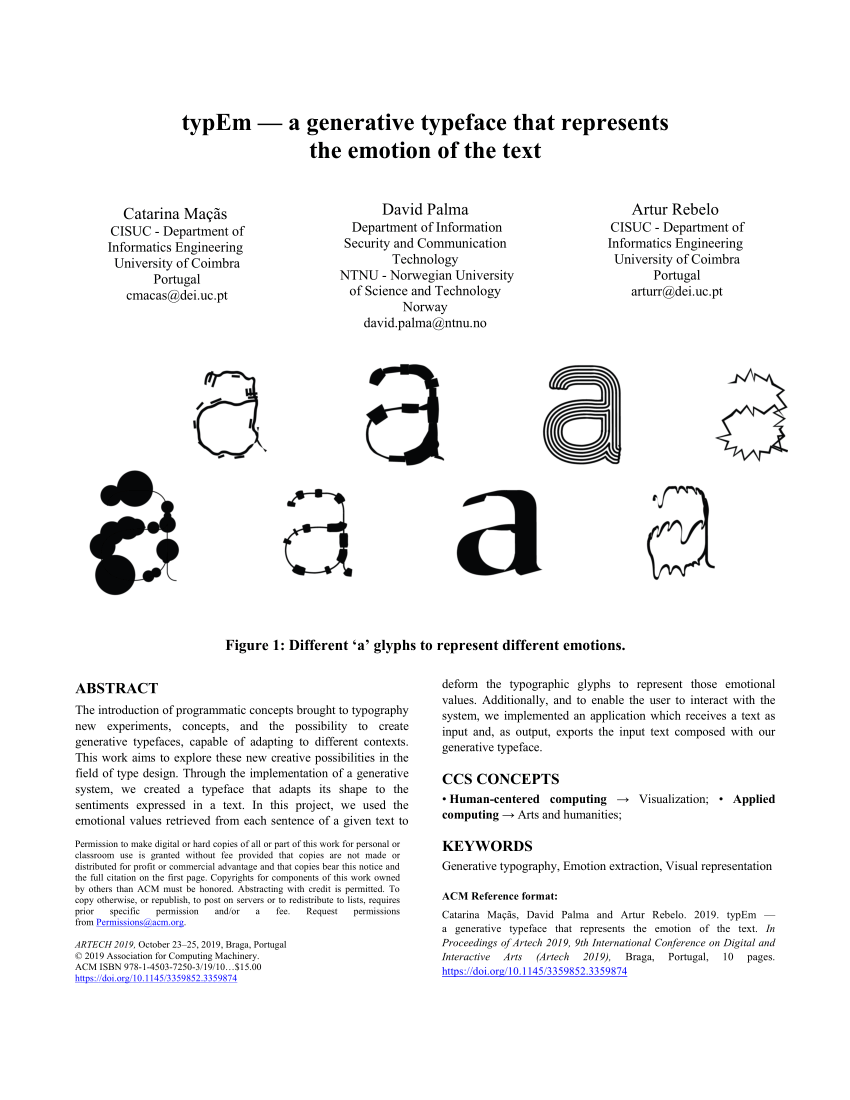 typEm — a generative typeface that represents
the emotion of the text
Catarina Maçãs
CISUC - Department of
Informatics Engineering
University of Coimbra
Portugal
cmacas@dei.uc.pt
David Palma
Department of Information
Security and Communication
Technology
NTNU - Norwegian University
of Science and Technology
Norway
david.palma@ntnu.no
Artur Rebelo
CISUC - Department of
Informatics Engineering
University of Coimbra
Portugal
arturr@dei.uc.pt
a a a a
a a a a
Figure 1: Different ‘a’ glyphs to represent different emotions.
ABSTRACT
The introduction of programmatic concepts brought to typography
new experiments, concepts, and the possibility to create
generative typefaces, capable of adapting to different contexts.
This work aims to explore these new creative possibilities in the
field of type design. Through the implementation of a generative
system, we created a typeface that adapts its shape to the
sentiments expressed in a text. In this project, we used the
emotional values retrieved from each sentence of a given text to
Permission to make digital or hard copies of all or part of this work for personal or
classroom use is granted without fee provided that copies are not made or
distributed for profit or commercial advantage and that copies bear this notice and
the full citation on the first page. Copyrights for components of this work owned
by others than ACM must be honored. Abstracting with credit is permitted. To
copy otherwise, or republish, to post on servers or to redistribute to lists, requires
prior specific permission and/or a fee. Request permissions
from Permissions@acm.org.
ARTECH 2019, October 23–25, 2019, Braga, Portugal
© 2019 Association for Computing Machinery.
ACM ISBN 978-1-4503-7250-3/19/10…$15.00
https://doi.org/10.1145/3359852.3359874
deform the typographic glyphs to represent those emotional
values. Additionally, and to enable the user to interact with the
system, we implemented an application which receives a text as
input and, as output, exports the input text composed with our
generative typeface.
CCS CONCEPTS
• Human-centered computing → Visualization; • Applied
computing → Arts and humanities;
KEYWORDS
Generative typography, Emotion extraction, Visual representation
ACM Reference format:
Catarina Maçãs, David Palma and Artur Rebelo. 2019. typEm —
a generative typeface that represents the emotion of the text. In
Proceedings of Artech 2019, 9th International Conference on Digital and
Interactive Arts (Artech 2019), Braga, Portugal, 10 pages.
https://doi.org/10.1145/3359852.3359874